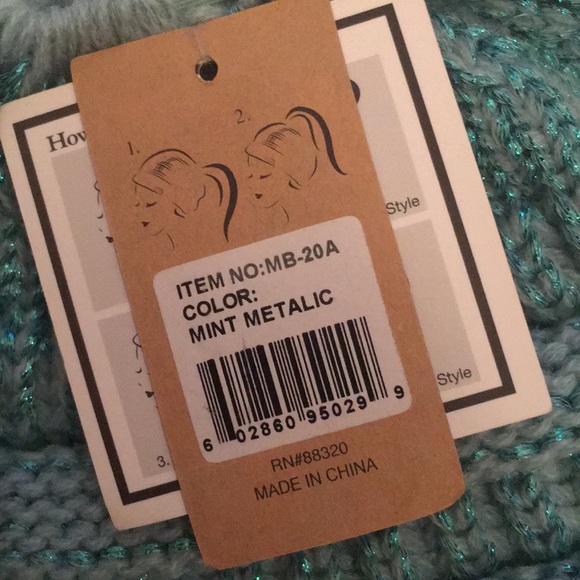 How
1.
2.
Style
ITEM NO:MB-20A
COLOR:
MINT METALIC
6 02860 95029 9
Style
3.
RN#88320
MADE IN CHINA